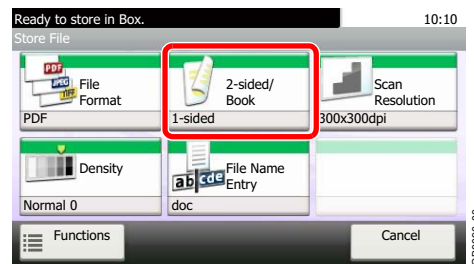 Ready to store in Box.
10:10
Store File
PDF
JPEG
TIFF
File
Format
PDF
2-sided/
Book
1-sided
Scan
Resolution
300x300dpi
Density
Normal 0
ab cde
File Name
Entry
doc
Functions
Cancel